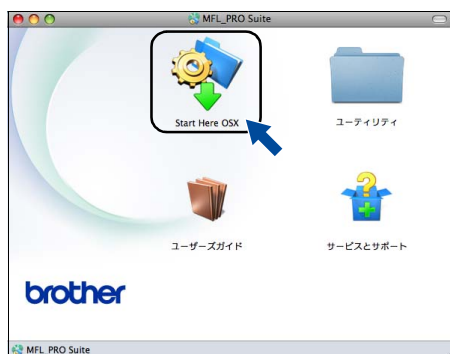 MFL_PRO Suite
Start Here OSX
ユーティリティ
ユーザーズガイド
サービスとサポート
brother
MFL_PRO Suite